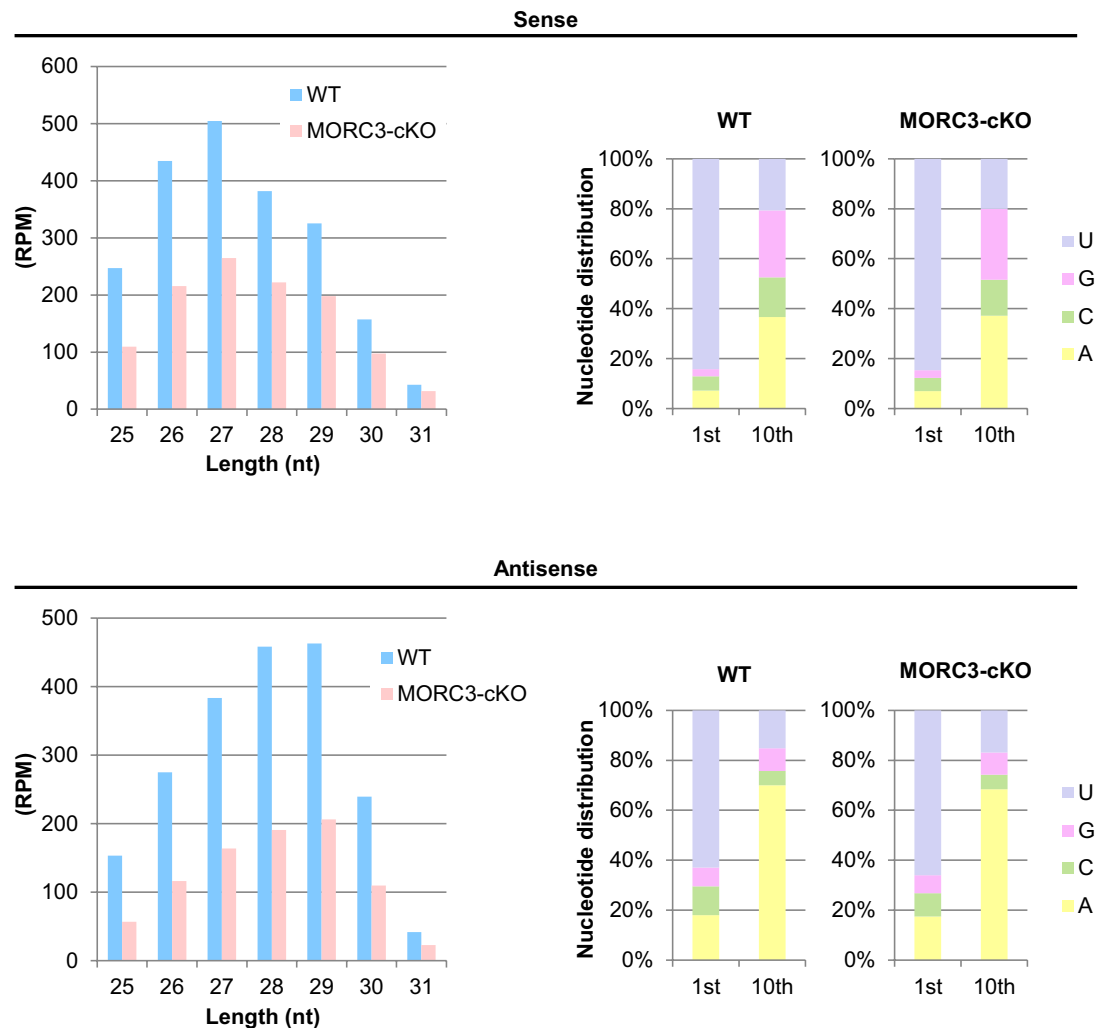 Sense
600
500
400
300
200
100
0
(RPM)
WT
MORC3-cKO
25 26 27 28 29 30 31
Length (nt)
WT
MORC3-cKO
Nucleotide distribution
100%
80%
60%
40%
20%
0%
1st 10th
100%
80%
60%
40%
20%
0%
1st 10th
U
G
C
A
Antisense
500
400
300
200
100
0
(RPM)
WT
MORC3-cKO
25 26 27 28 29 30 31
Length (nt)
WT
MORC3-cKO
Nucleotide distribution
100%
80%
60%
40%
20%
0%
1st 10th
100%
80%
60%
40%
20%
0%
1st 10th
U
G
C
A